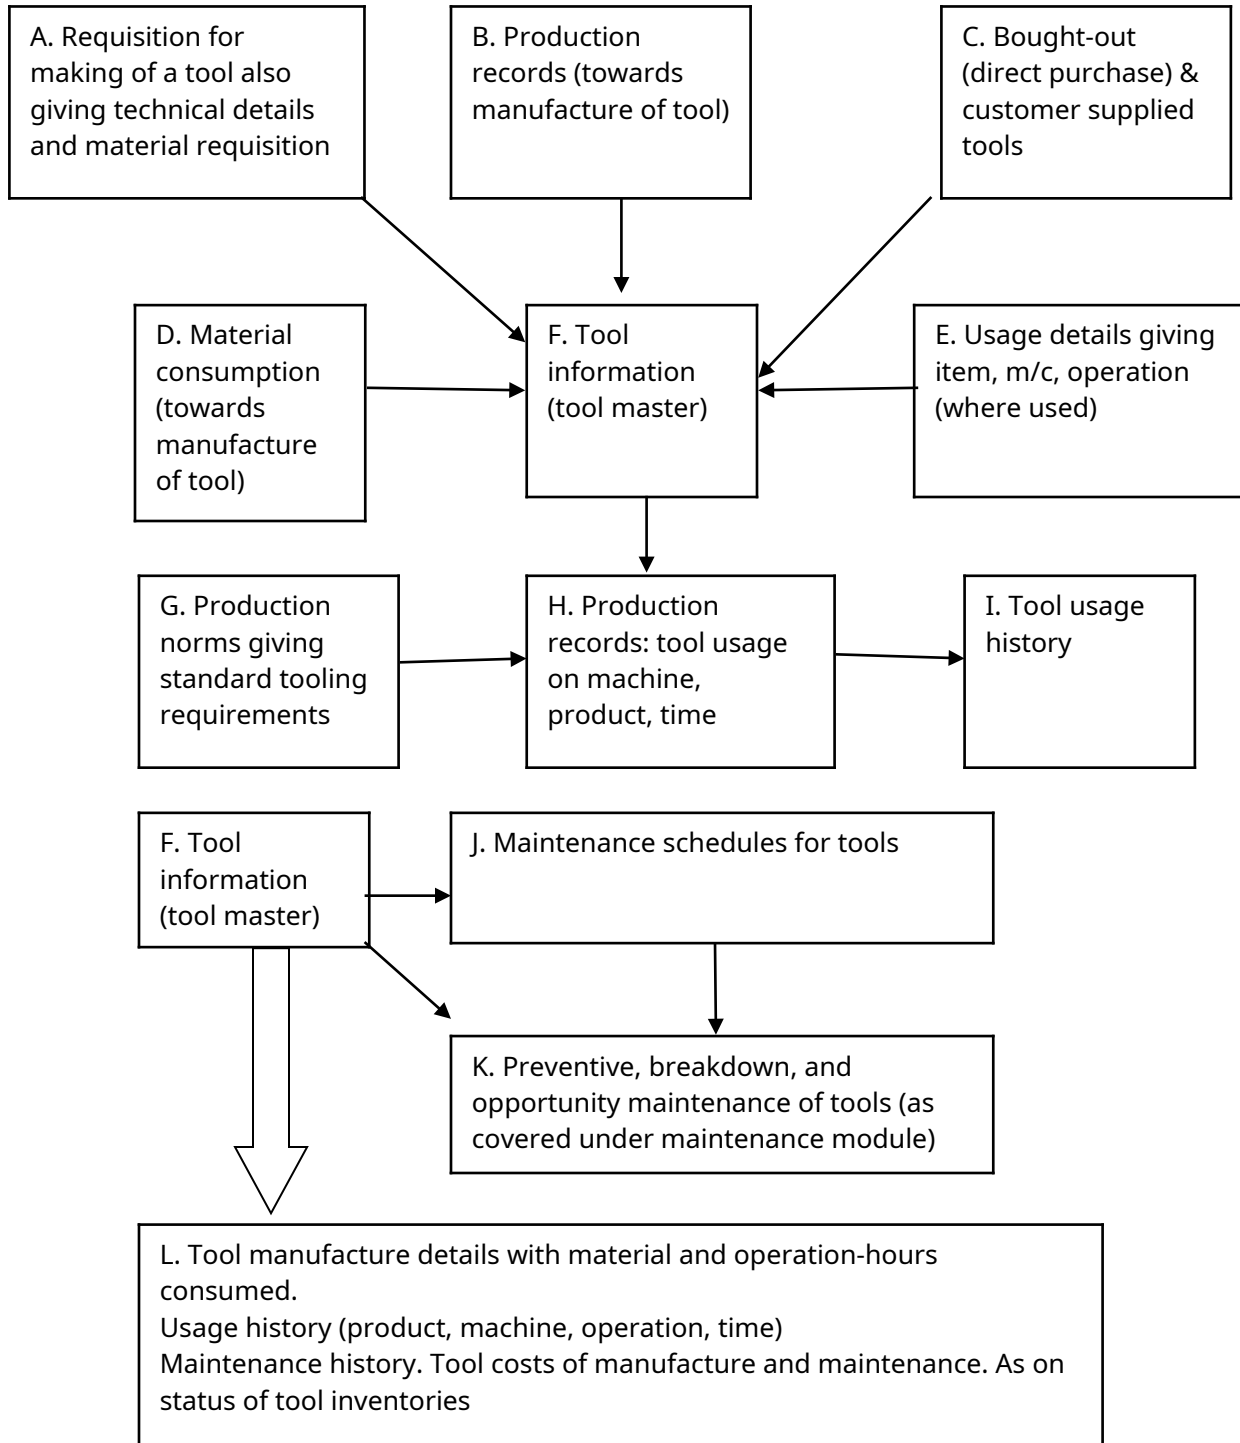 A. Requisition for
making of a tool also
giving technical details
and material requisition
B. Production
records (towards
manufacture of tool)
C. Bought-out
(direct purchase) &
customer supplied
tools
D. Material
consumption
(towards
manufacture
of tool)
F. Tool
information
(tool master)
E. Usage details giving
item, m/c, operation
(where used)
G. Production
norms giving
standard tooling
requirements
H. Production
records: tool usage
on machine,
product, time
I. Tool usage
history
F. Tool
information
(tool master)
J. Maintenance schedules for tools
K. Preventive, breakdown, and
opportunity maintenance of tools (as
covered under maintenance module)
L. Tool manufacture details with material and operation-hours
consumed.
Usage history (product, machine, operation, time)
Maintenance history. Tool costs of manufacture and maintenance. As on
status of tool inventories